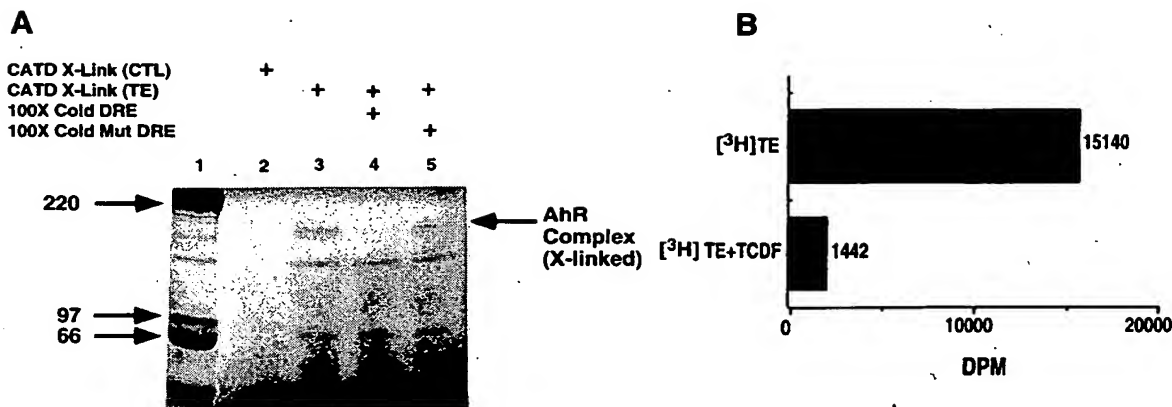 A
CATD X-Link (CTL) +
CATD X-Link (TE) + + +
100X Cold DRE +
100X Cold Mut DRE +
1 2 3 4 5
220
97
66
AhR
Complex
(X-linked)
B
[³H]TE
15140
[³H] TE+TCDF
1442
0 10000 20000
DPM